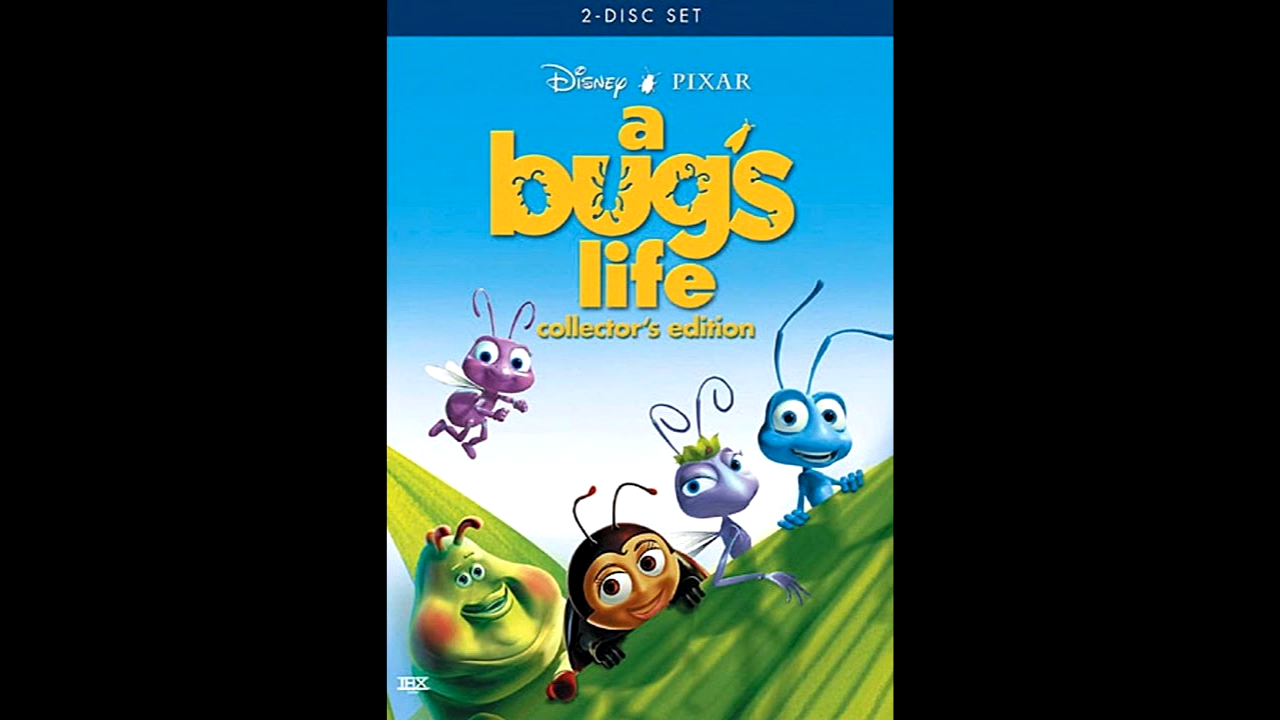 2-DISC SET
Disney PIXAR
a
bug's
life
collector's edition
THX